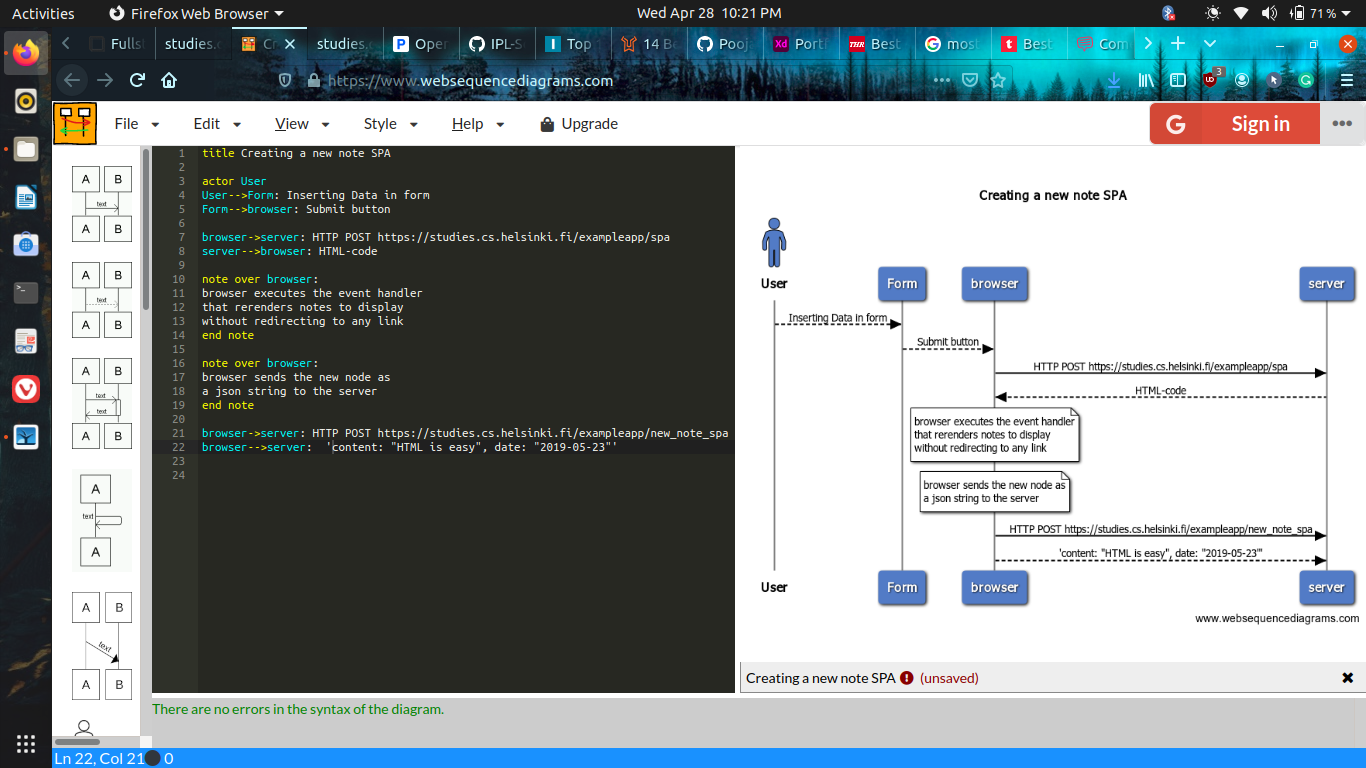 Activities Firefox Web Browser Wed Apr 28 10:21 PM 71 %
Fulls studies.c Cr studies.c Oper IPL-S Top 14 Be Pooj Xd Portf THR Best most Best Com
https://www.websequencediagrams.com 3
File Edit View Style Help Upgrade G Sign in
A B
text
A B
A B
text
A B
A B
text
text
A B
A
text
A
A B
text
A B
1 title Creating a new note SPA
2
3 actor User
4 User-->Form: Inserting Data in form
5 Form-->browser: Submit button
6
7 browser->server: HTTP POST https://studies.cs.helsinki.fi/exampleapp/spa
8 server-->browser: HTML-code
9
10 note over browser:
11 browser executes the event handler
12 that rerenders notes to display
13 without redirecting to any link
14 end note
15
16 note over browser:
17 browser sends the new node as
18 a json string to the server
19 end note
20
21 browser->server: HTTP POST https://studies.cs.helsinki.fi/exampleapp/new_note_spa
22 browser-->server:  'content: "HTML is easy", date: "2019-05-23"'
23
24
Creating a new note SPA
User Form browser server
Inserting Data in form
Submit button
HTTP POST https://studies.cs.helsinki.fi/exampleapp/spa
HTML-code
browser executes the event handler
that rerenders notes to display
without redirecting to any link
browser sends the new node as
a json string to the server
HTTP POST https://studies.cs.helsinki.fi/exampleapp/new_note_spa
'content: "HTML is easy", date: "2019-05-23"'
User Form browser server
www.websequencediagrams.com
Creating a new note SPA (unsaved)
There are no errors in the syntax of the diagram.
Ln 22, Col 21 0